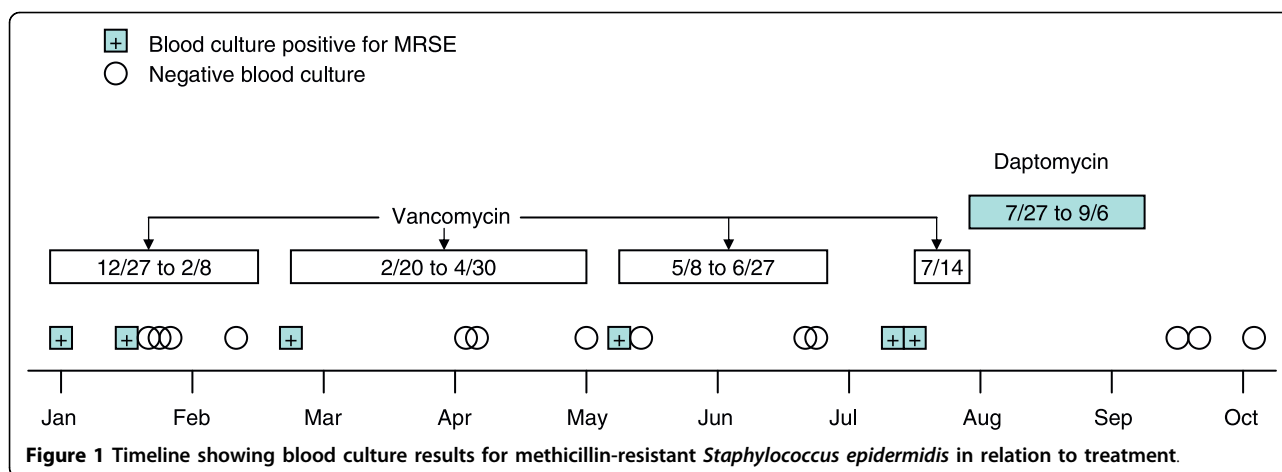 + Blood culture positive for MRSE
Negative blood culture
Daptomycin
7/27 to 9/6
Vancomycin
12/27 to 2/8 2/20 to 4/30 5/8 to 6/27 7/14
+ + + + + +
Jan Feb Mar Apr May Jun Jul Aug Sep Oct
Figure 1 Timeline showing blood culture results for methicillin-resistant Staphylococcus epidermidis in relation to treatment.